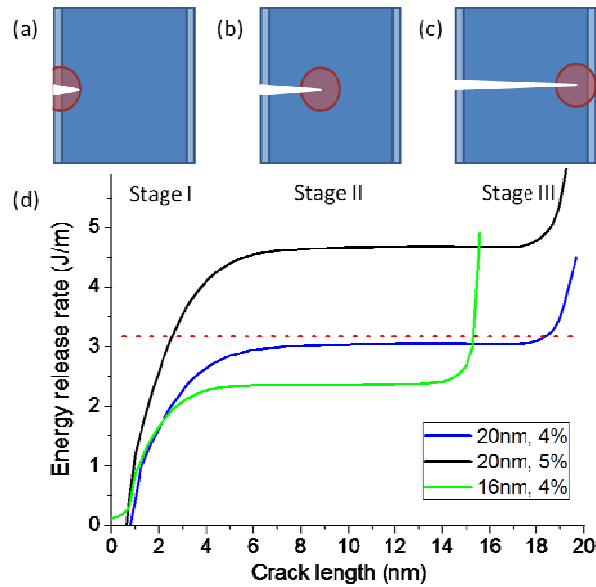 (a) (b) (c)
(d) Stage I Stage II Stage III
Energy release rate (J/m)
5
4
3
2
1
0
20nm, 4%
20nm, 5%
16nm, 4%
0 2 4 6 8 10 12 14 16 18 20
Crack length (nm)